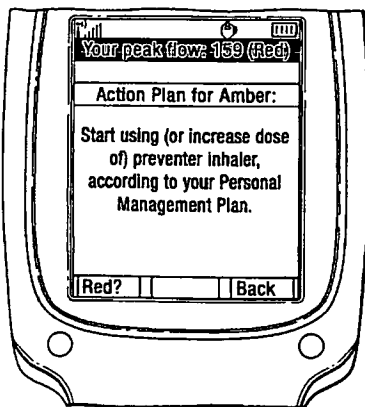 Your peak flow: 159 (Red)
Action Plan for Amber:
Start using (or increase dose
of) preventer inhaler,
according to your Personal
Management Plan.
Red? Back